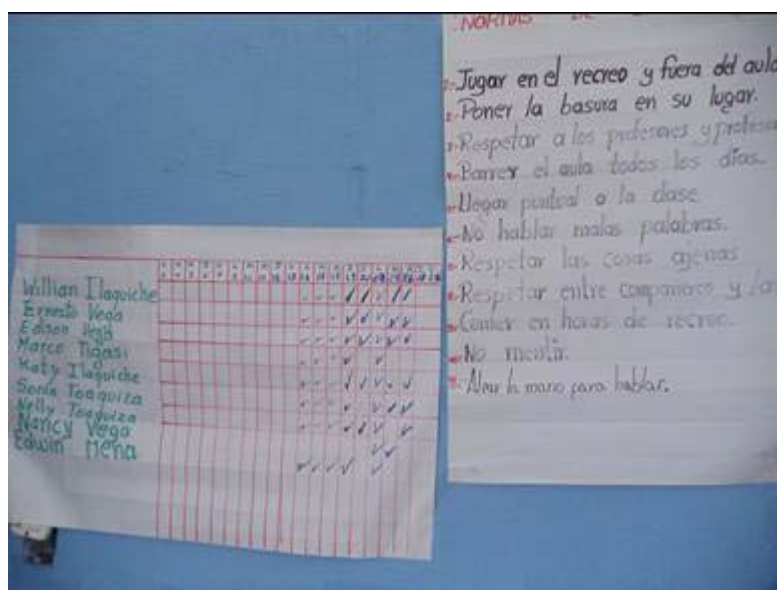 Willian Ilaquiche
Ernesto Vega
Edison Vega
Marco Tigasi
Katy Ilaquiche
Sonia Toaquiza
Nelly Toaquiza
Nancy Vega
Edwin Mena
NORMAS DE
Jugar en el recreo y fuera del aula
Poner la basura en su lugar.
Respetar a los profesores y
Barrer el aula todos los días.
Llegar puntual a la clase
No hablar malas palabras.
Respetar las cosas ajenas
Respetar entre compañeros y
Comer en horas de recreo.
No mentir.
la mano para hablar.